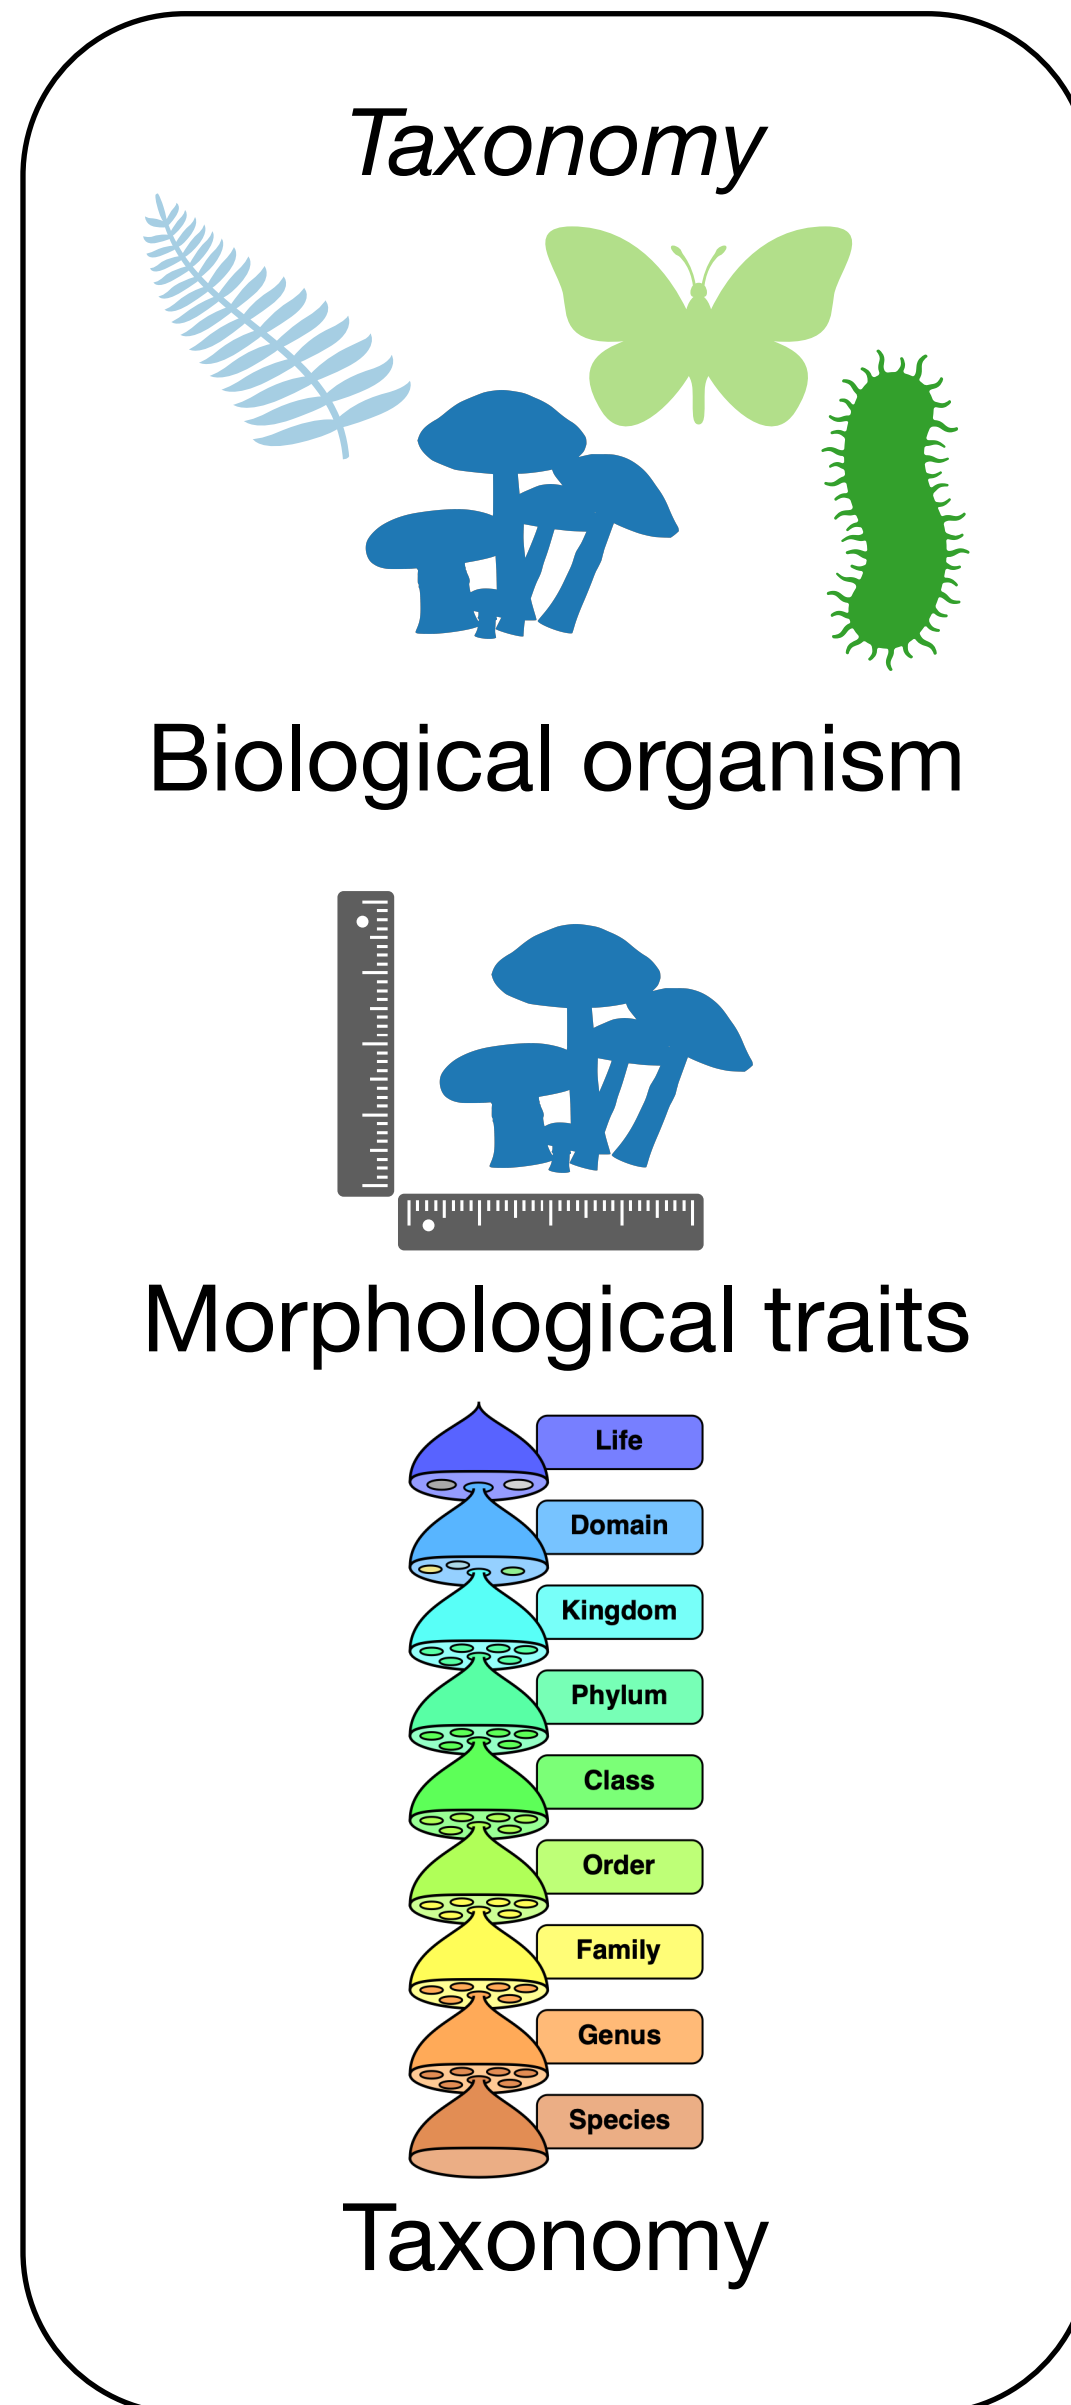 Taxonomy
Biological organism
Morphological traits
Life
Domain
Kingdom
Phylum
Class
Order
Family
Genus
Species
Taxonomy